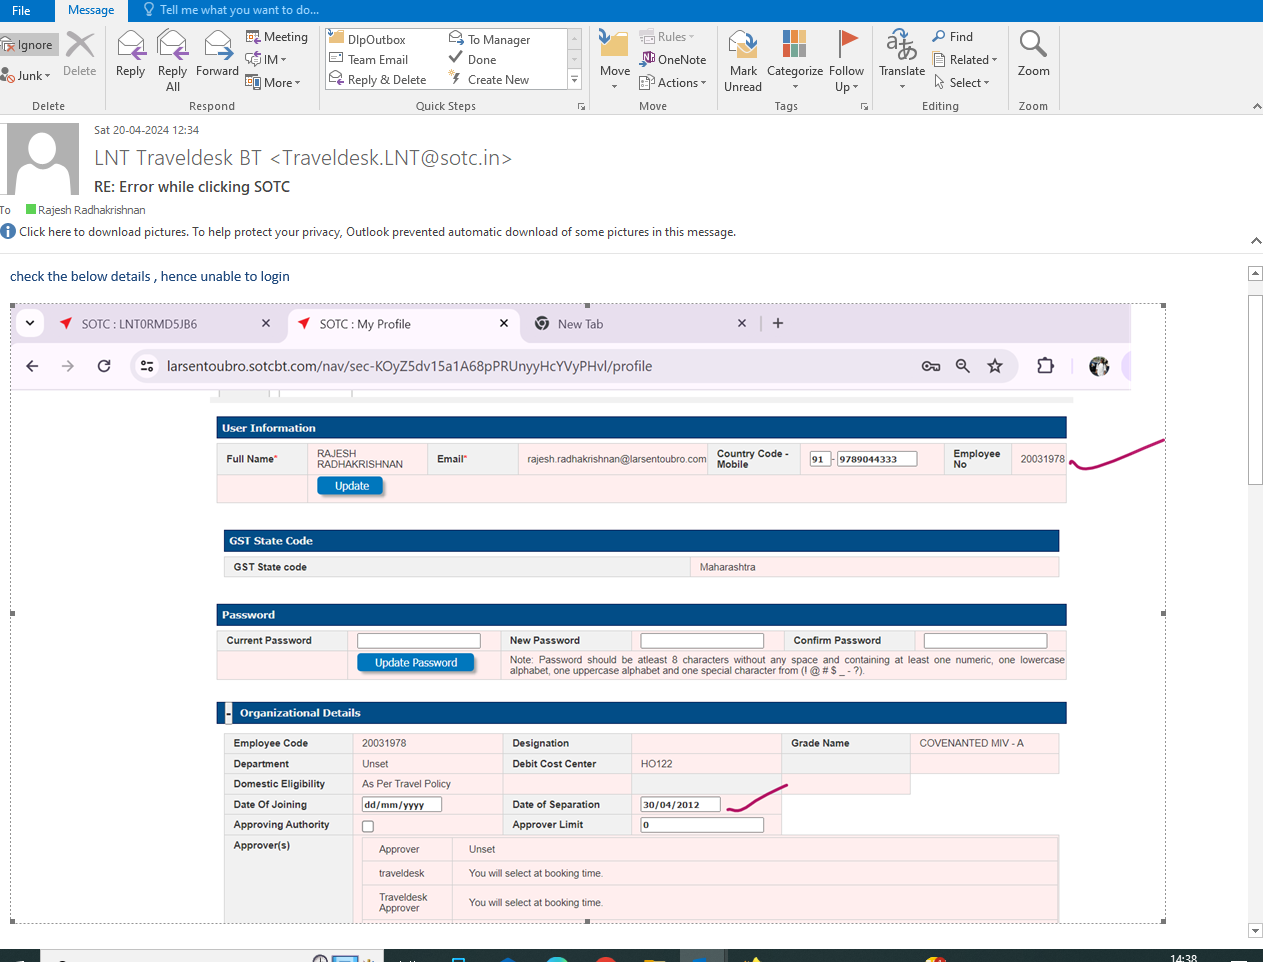 File Message Tell me what you want to do...
Ignore
Junk
Delete
Reply
Reply All
Forward
Meeting
IM
More
DlpOutbox
Team Email
Reply & Delete
To Manager
Done
Create New
Move
Rules
OneNote
Actions
Mark Unread
Categorize
Follow Up
Translate
Find
Related
Select
Zoom
Delete Respond Quick Steps Move Tags Editing Zoom
Sat 20-04-2024 12:34
LNT Traveldesk BT <Traveldesk.LNT@sotc.in>
RE: Error while clicking SOTC
To Rajesh Radhakrishnan
Click here to download pictures. To help protect your privacy, Outlook prevented automatic download of some pictures in this message.
check the below details , hence unable to login
SOTC : LNT0RMD5JB6 SOTC : My Profile New Tab
larsentoubro.sotcbt.com/nav/sec-KOyZ5dv15a1A68pPRUnyyHcYVyPHvl/profile
User Information
Full Name* RAJESH RADHAKRISHNAN Email* rajesh.radhakrishnan@larsentoubro.com Country Code - Mobile 91 - 9789044333 Employee No 20031978
Update
GST State Code
GST State code Maharashtra
Password
Current Password New Password Confirm Password
Update Password
Note: Password should be atleast 8 characters without any space and containing at least one numeric, one lowercase
alphabet, one uppercase alphabet and one special character from (! @ # $ _ - ?).
- Organizational Details
Employee Code 20031978 Designation Grade Name COVENANTED MIV - A
Department Unset Debit Cost Center HO122
Domestic Eligibility As Per Travel Policy
Date Of Joining dd/mm/yyyy Date of Separation 30/04/2012
Approving Authority Approver Limit 0
Approver(s)
Approver Unset
traveldesk You will select at booking time.
Traveldesk Approver You will select at booking time.
14:38